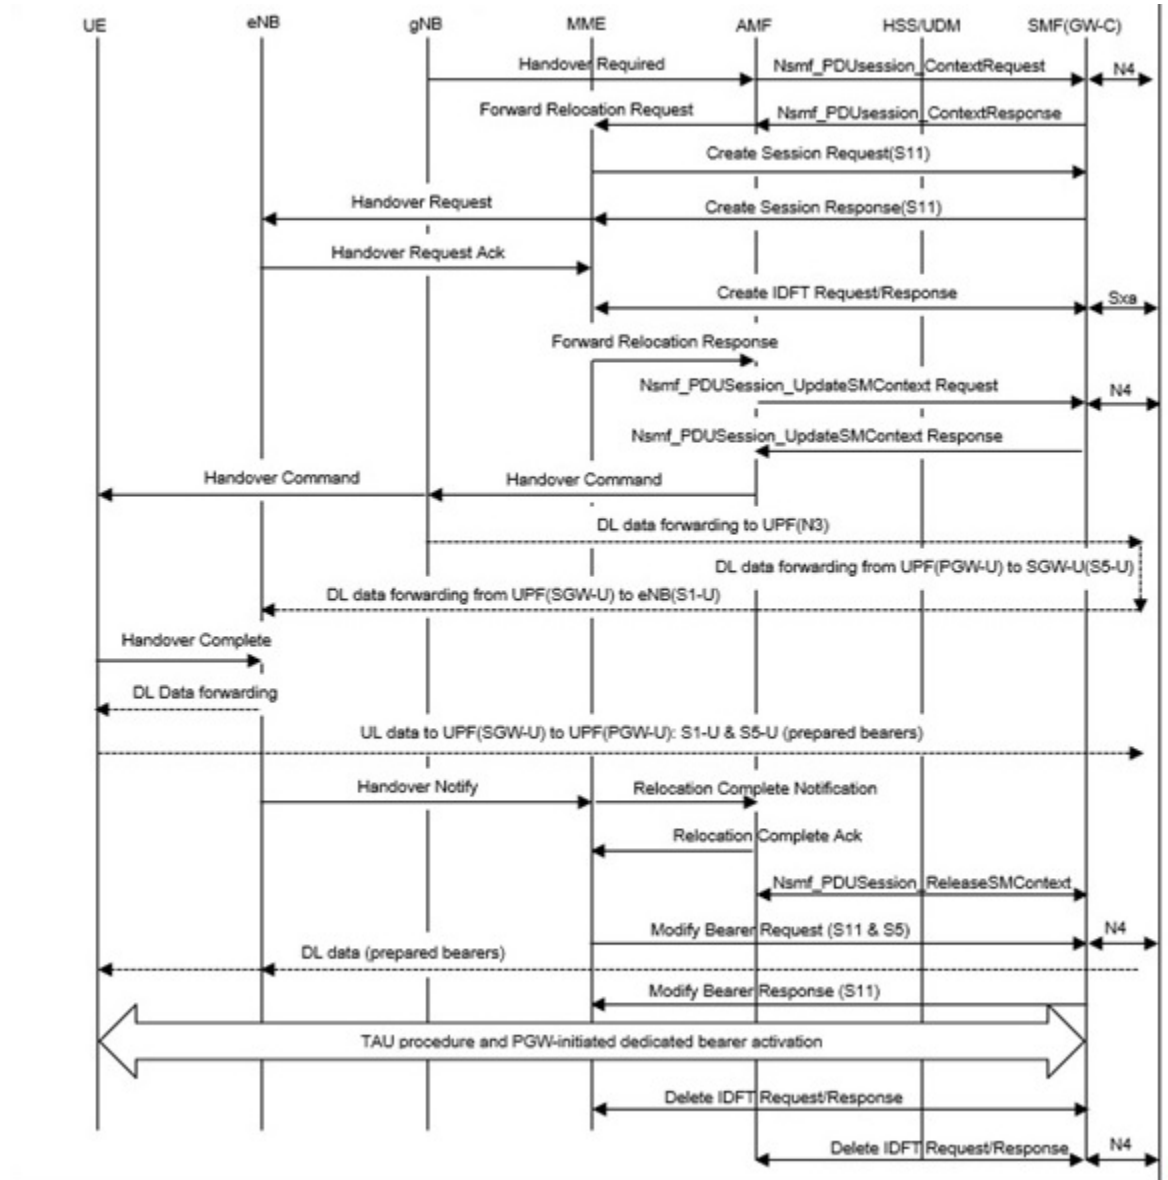 UE eNB gNB MME AMF HSS/UDM SMF(GW-C)
Handover Required Nsmf_PDUsession_ContextRequest N4
Forward Relocation Request Nsmf_PDUsession_ContextResponse
Create Session Request(S11)
Handover Request Create Session Response(S11)
Handover Request Ack
Create IDFT Request/Response Sxa
Forward Relocation Response
Nsmf_PDUSession_UpdateSMContext Request N4
Nsmf_PDUSession_UpdateSMContext Response
Handover Command Handover Command
DL data forwarding to UPF(N3)
DL data forwarding from UPF(PGW-U) to SGW-U(S5-U)
DL data forwarding from UPF(SGW-U) to eNB(S1-U)
Handover Complete
DL Data forwarding
UL data to UPF(SGW-U) to UPF(PGW-U): S1-U & S5-U (prepared bearers)
Handover Notify Relocation Complete Notification
Relocation Complete Ack
Nsmf_PDUSession_ReleaseSMContext
Modify Bearer Request (S11 & S5) N4
DL data (prepared bearers)
Modify Bearer Response (S11)
TAU procedure and PGW-initiated dedicated bearer activation
Delete IDFT Request/Response
Delete IDFT Request/Response N4